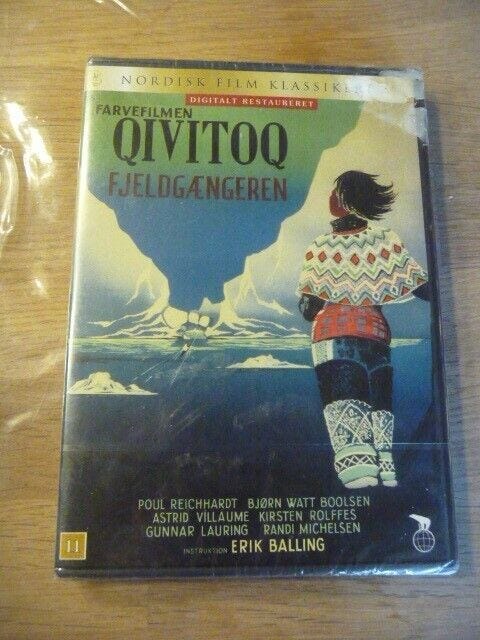 NORDISK FILM KLASSIKER
DIGITALT RESTAURERET
FARVEFILMEN
QIVITOQ
FJELDGÆNGEREN
POUL REICHHARDT BJØRN WATT BOOLSEN
ASTRID VILLAUME KIRSTEN ROLFFES
GUNNAR LAURING RANDI MICHELSEN
INSTRUKTION ERIK BALLING
11